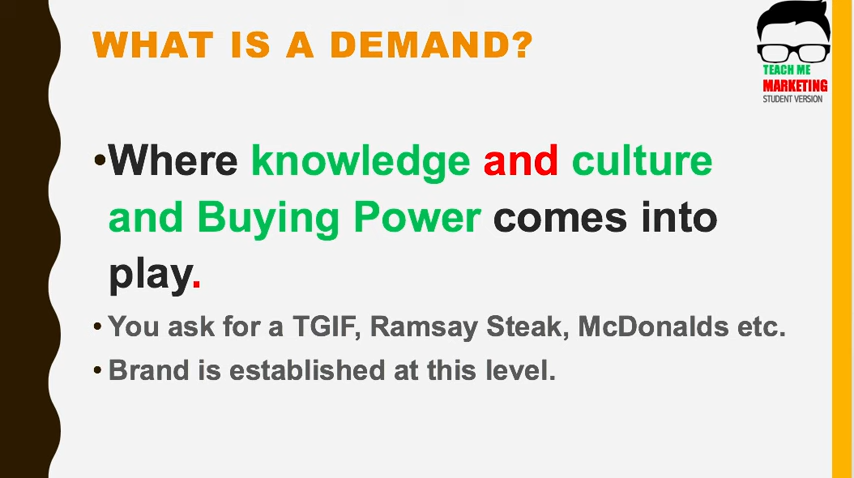 WHAT IS A DEMAND?
TEACH ME
MARKETING
STUDENT VERSION
•Where knowledge and culture
and Buying Power comes into
play.
• You ask for a TGIF, Ramsay Steak, McDonalds etc.
• Brand is established at this level.